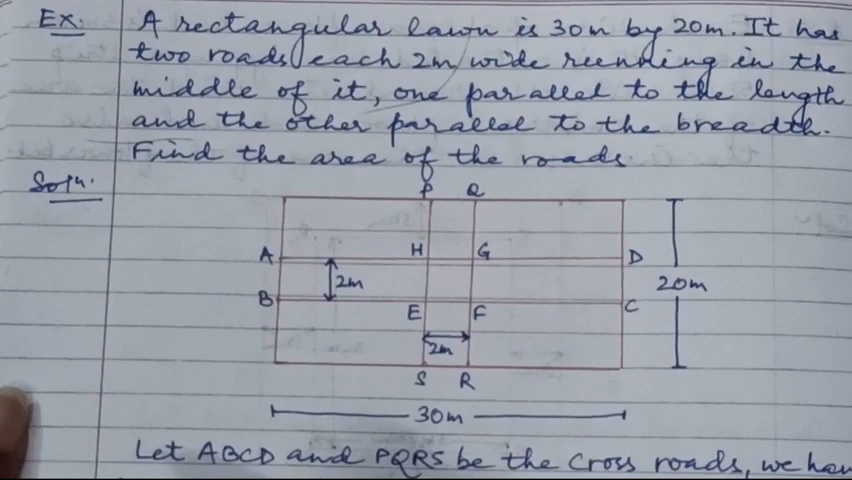 Ex. A rectangular lawn is 30m by 20m. It has
two roads each 2m wide running in the
middle of it, one parallel to the length
and the other parallel to the breadth.
Find the area of the roads.
Soln.
P Q
A H G D
2m 20m
B E F C
2m
S R
30m
Let ABCD and PQRS be the cross roads, we have